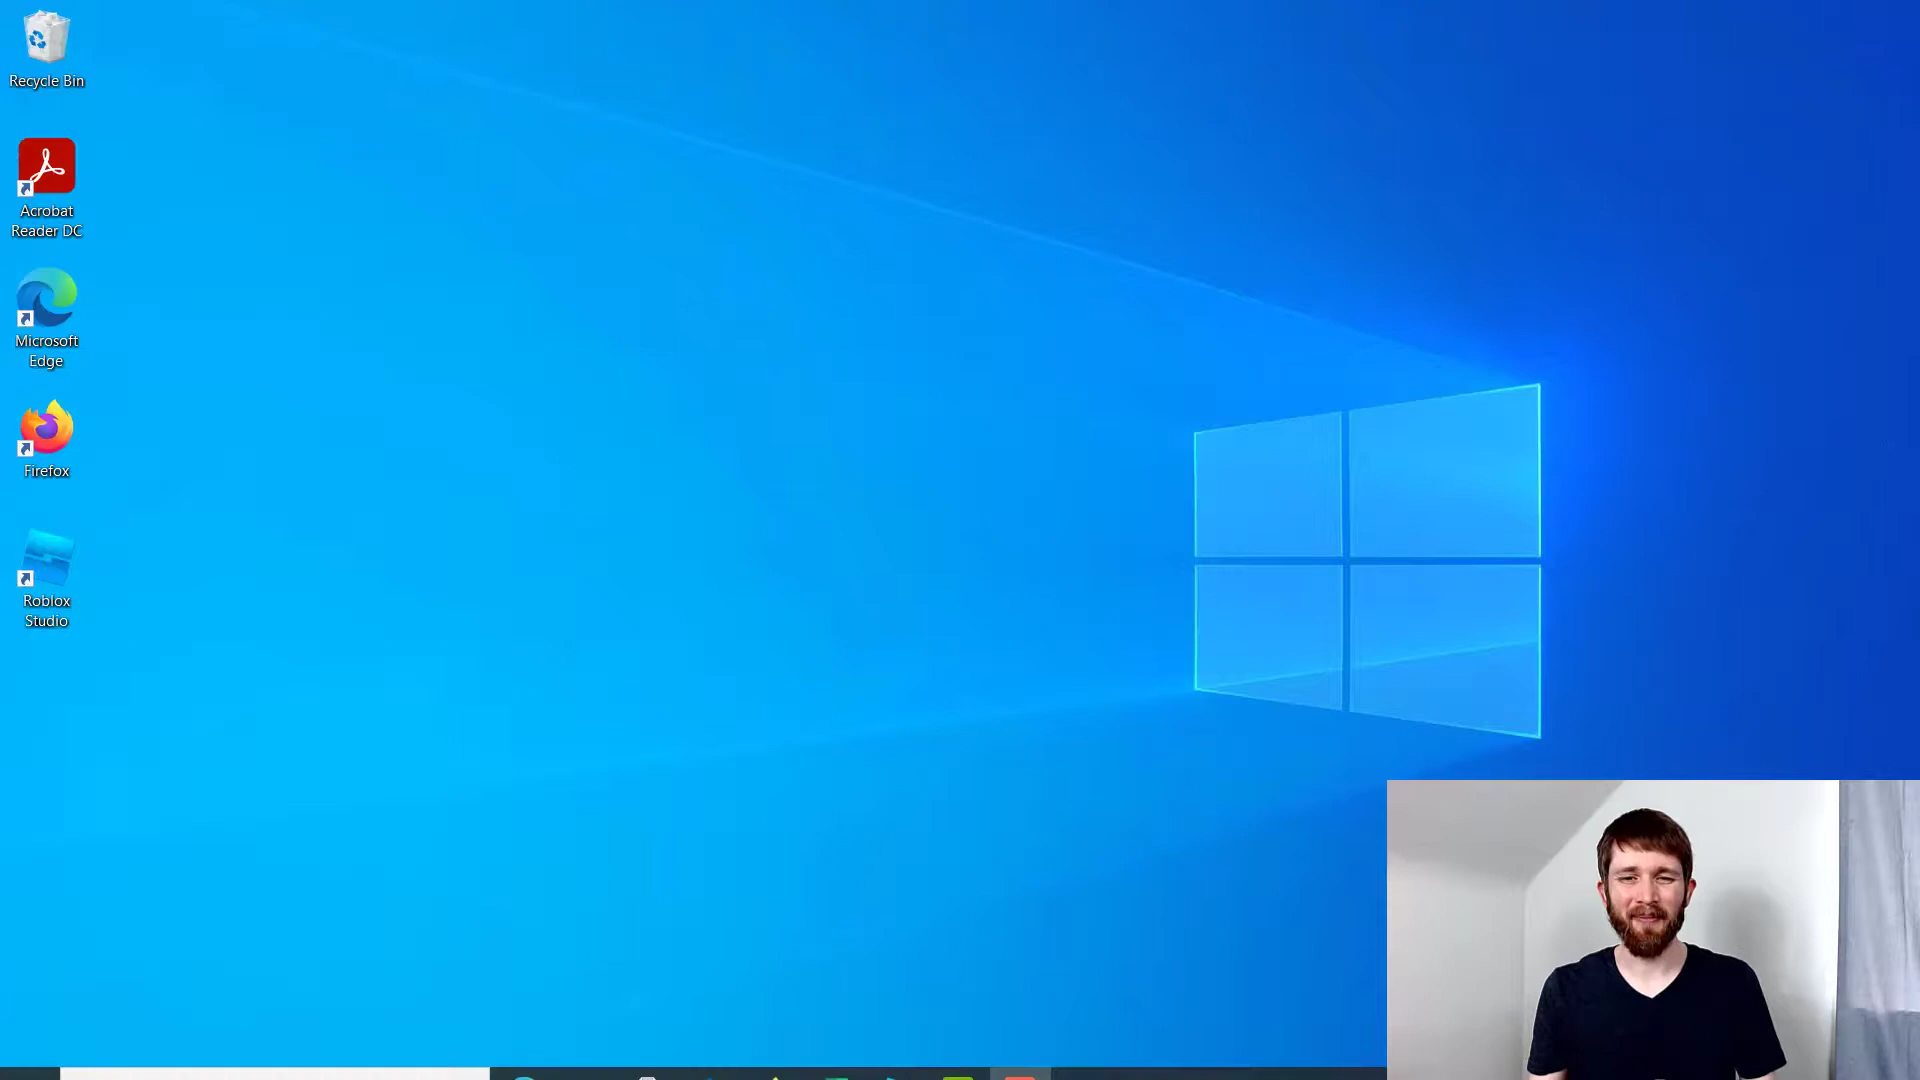 Recycle Bin
Acrobat
Reader DC
Microsoft
Edge
Firefox
Roblox
Studio